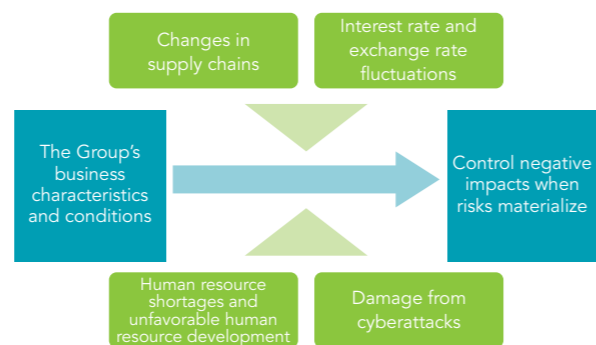 Changes in
supply chains
Interest rate and
exchange rate
fluctuations
The Group’s
business
characteristics
and conditions
Control negative
impacts when
risks materialize
Human resource
shortages and
unfavorable human
resource development
Damage from
cyberattacks